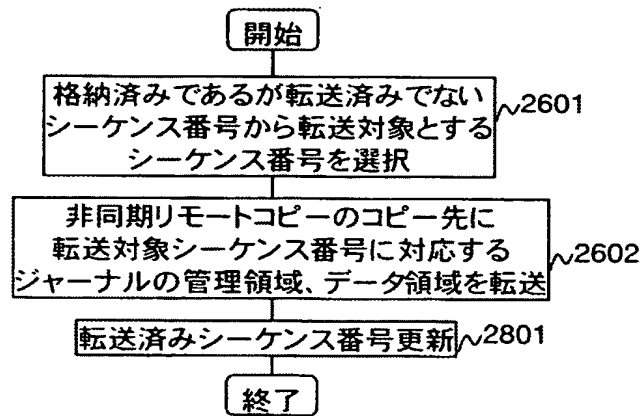 開始
格納済みであるが転送済みでない
シーケンス番号から転送対象とする
シーケンス番号を選択
2601
非同期リモートコピーのコピー先に
転送対象シーケンス番号に対応する
ジャーナルの管理領域、データ領域を転送
2602
転送済みシーケンス番号更新
2801
終了